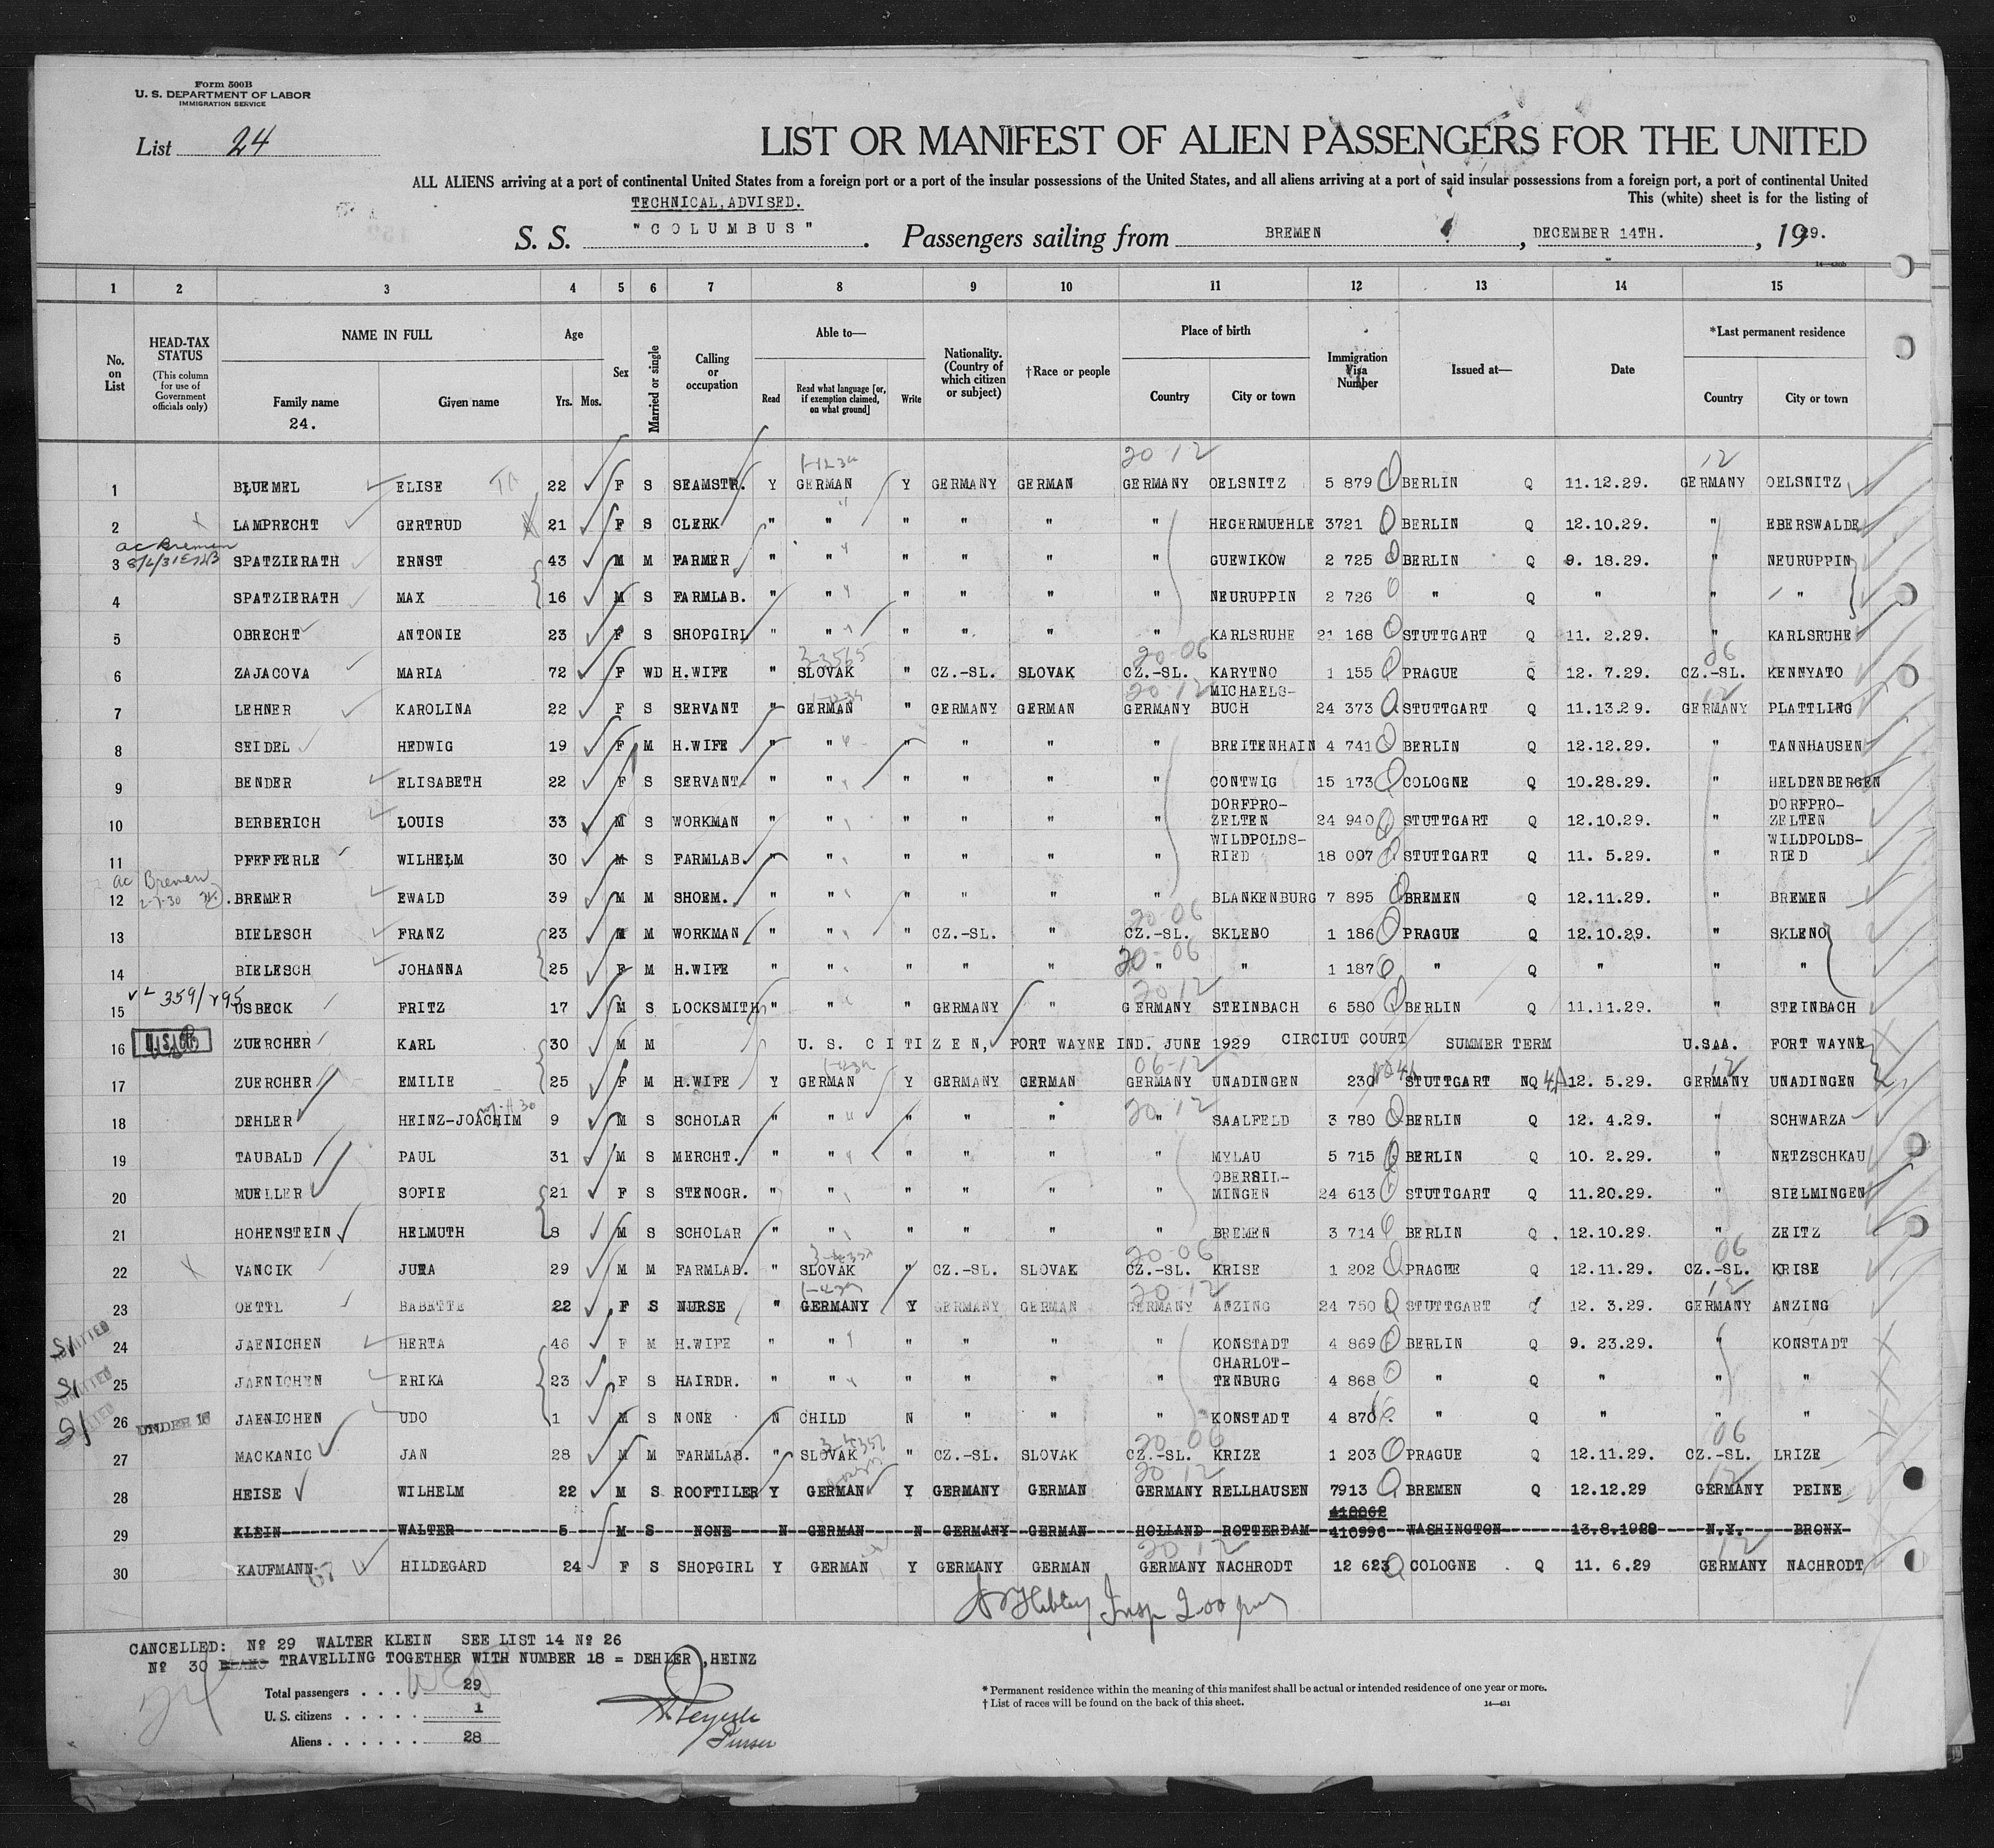 Form 500B
U. S. DEPARTMENT OF LABOR
IMMIGRATION SERVICE
List 24
LIST OR MANIFEST OF ALIEN PASSENGERS FOR THE UNITED
ALL ALIENS arriving at a port of continental United States from a foreign port or a port of the insular possessions of the United States, and all aliens arriving at a port of said insular possessions from a foreign port, a port of continental United
This (white) sheet is for the listing of
TECHNICAL,ADVISED.
S. S. "COLUMBUS". Passengers sailing from BREMEN, DECEMBER 14TH., 1929.
1 2 3 4 5 6 7 8 9 10 11 12 13 14 15
No. on List
HEAD-TAX STATUS
(This column for use of Government officials only)
NAME IN FULL
Family name
24.
Given name
Age
Yrs. Mos.
Sex
Married or single
Calling or occupation
Able to—
Read
Read what language [or, if exemption claimed, on what ground]
Write
Nationality. (Country of which citizen or subject)
†Race or people
Place of birth
Country
City or town
Immigration Visa Number
Issued at—
Date
*Last permanent residence
Country
City or town
1 BLUEMEL ELISE 22 F S SEAMSTR. Y GERMAN Y GERMANY GERMAN GERMANY OELSNITZ 5 879 BERLIN Q 11.12.29. GERMANY OELSNITZ
2 LAMPRECHT GERTRUD 21 F S CLERK " " " " " " HEGERMUEHLE 3721 BERLIN Q 12.10.29. " EBERSWALDE
ac Bremen
3 SPATZIERATH ERNST 43 M M FARMER " " " " " " GUEWIKOW 2 725 BERLIN Q 9. 18.29. " NEURUPPIN
4 SPATZIERATH MAX 16 M S FARMLAB. " " " " " " NEURUPPIN 2 726 " Q " " "
5 OBRECHT ANTONIE 23 F S SHOPGIRL " " " " " " KARLSRUHE 21 168 STUTTGART Q 11. 2.29. " KARLSRUHE
6 ZAJACOVA MARIA 72 F WD H.WIFE " SLOVAK " CZ.-SL. SLOVAK CZ.-SL. KARYTNO 1 155 PRAGUE Q 12. 7.29. CZ.-SL. KENNYATO
7 LEHNER KAROLINA 22 F S SERVANT " GERMAN " GERMANY GERMAN GERMANY MICHAELS-BUCH 24 373 STUTTGART Q 11.13.29. GERMANY PLATTLING
8 SEIDEL HEDWIG 19 F M H.WIFE " " " " " " BREITENHAIN 4 741 BERLIN Q 12.12.29. " TANNHAUSEN
9 BENDER ELISABETH 22 F S SERVANT " " " " " " CONTWIG 15 173 COLOGNE Q 10.28.29. " HELDENBERGEN
10 BERBERICH LOUIS 33 M S WORKMAN " " " " " " DORFPRO-ZELTEN 24 940 STUTTGART Q 12.10.29. " DORFPRO-ZELTEN
11 PFEFFERLE WILHELM 30 M S FARMLAB. " " " " " " WILDPOLDS-RIED 18 007 STUTTGART Q 11. 5.29. " WILDPOLDS-RIED
ac Bremen
12 BREMER EWALD 39 M M SHOEM. " " " " " " BLANKENBURG 7 895 BREMEN Q 12.11.29. " BREMEN
13 BIELESCH FRANZ 23 M M WORKMAN " " " CZ.-SL. " CZ.-SL. SKLENO 1 186 PRAGUE Q 12.10.29. " SKLENO
14 BIELESCH JOHANNA 25 F M H.WIFE " " " " " " " 1 187 " Q " " "
15 USBECK FRITZ 17 M S LOCKSMITH " " " GERMANY " GERMANY STEINBACH 6 580 BERLIN Q 11.11.29. " STEINBACH
16 ZUERCHER KARL 30 M M U. S. CITIZEN, FORT WAYNE IND. JUNE 1929 CIRCIUT COURT SUMMER TERM U.SAA. FORT WAYNE
17 ZUERCHER EMILIE 25 F M H.WIFE Y GERMAN Y GERMANY GERMAN GERMANY UNADINGEN 230 STUTTGART NQ 12. 5.29. GERMANY UNADINGEN
18 DEHLER HEINZ-JOACHIM 9 M S SCHOLAR " " " " " " SAALFELD 3 780 BERLIN Q 12. 4.29. " SCHWARZA
19 TAUBALD PAUL 31 M S MERCHT. " " " " " " MYLAU 5 715 BERLIN Q 10. 2.29. " NETZSCHKAU
20 MUELLER SOFIE 21 F S STENOGR. " " " " " " OBERSIL-MINGEN 24 613 STUTTGART Q 11.20.29. " SIELMINGEN
21 HOHENSTEIN HELMUTH 8 M S SCHOLAR " " " " " " BREMEN 3 714 BERLIN Q 12.10.29. " ZEITZ
22 VANCIK JURA 29 M M FARMLAB. " SLOVAK " CZ.-SL. SLOVAK CZ.-SL. KRISE 1 202 PRAGUE Q 12.11.29. CZ.-SL. KRISE
23 OETTL BABETTE 22 F S NURSE " GERMANY Y GERMANY GERMAN GERMANY ANZING 24 750 STUTTGART Q 12. 3.29. GERMANY ANZING
24 JAENICHEN HERTA 46 F M H.WIFE " " " " " " KONSTADT 4 869 BERLIN Q 9. 23.29. " KONSTADT
25 JAENICHEN ERIKA 23 F S HAIRDR. " " " " " " CHARLOT-TENBURG 4 868 " Q " " "
26 UNDER 16 JAENICHEN UDO 1 M S NONE N CHILD N " " " KONSTADT 4 870 " Q " " "
27 MACKANIC JAN 28 M M FARMLAB. " SLOVAK " CZ.-SL. SLOVAK CZ.-SL. KRIZE 1 203 PRAGUE Q 12.11.29. CZ.-SL. LRIZE
28 HEISE WILHELM 22 M S ROOFTILER Y GERMAN Y GERMANY GERMAN GERMANY RELLHAUSEN 7913 BREMEN Q 12.12.29 GERMANY PEINE
29 KLEIN WALTER 5 M S NONE N GERMAN N GERMANY GERMAN HOLLAND ROTTERDAM 410996 WASHINGTON 13.8.1928 N.Y. BRONX
30 KAUFMANN HILDEGARD 24 F S SHOPGIRL Y GERMAN Y GERMANY GERMAN GERMANY NACHRODT 12 623 COLOGNE Q 11. 6.29 GERMANY NACHRODT
CANCELLED: No 29 WALTER KLEIN SEE LIST 14 No 26
No 30 TRAVELLING TOGETHER WITH NUMBER 18 = DEHLER ,HEINZ
Total passengers . . . . 29
U. S. citizens . . . . . 1
Aliens . . . . . . 28
Purser
* Permanent residence within the meaning of this manifest shall be actual or intended residence of one year or more.
† List of races will be found on the back of this sheet.
14—431